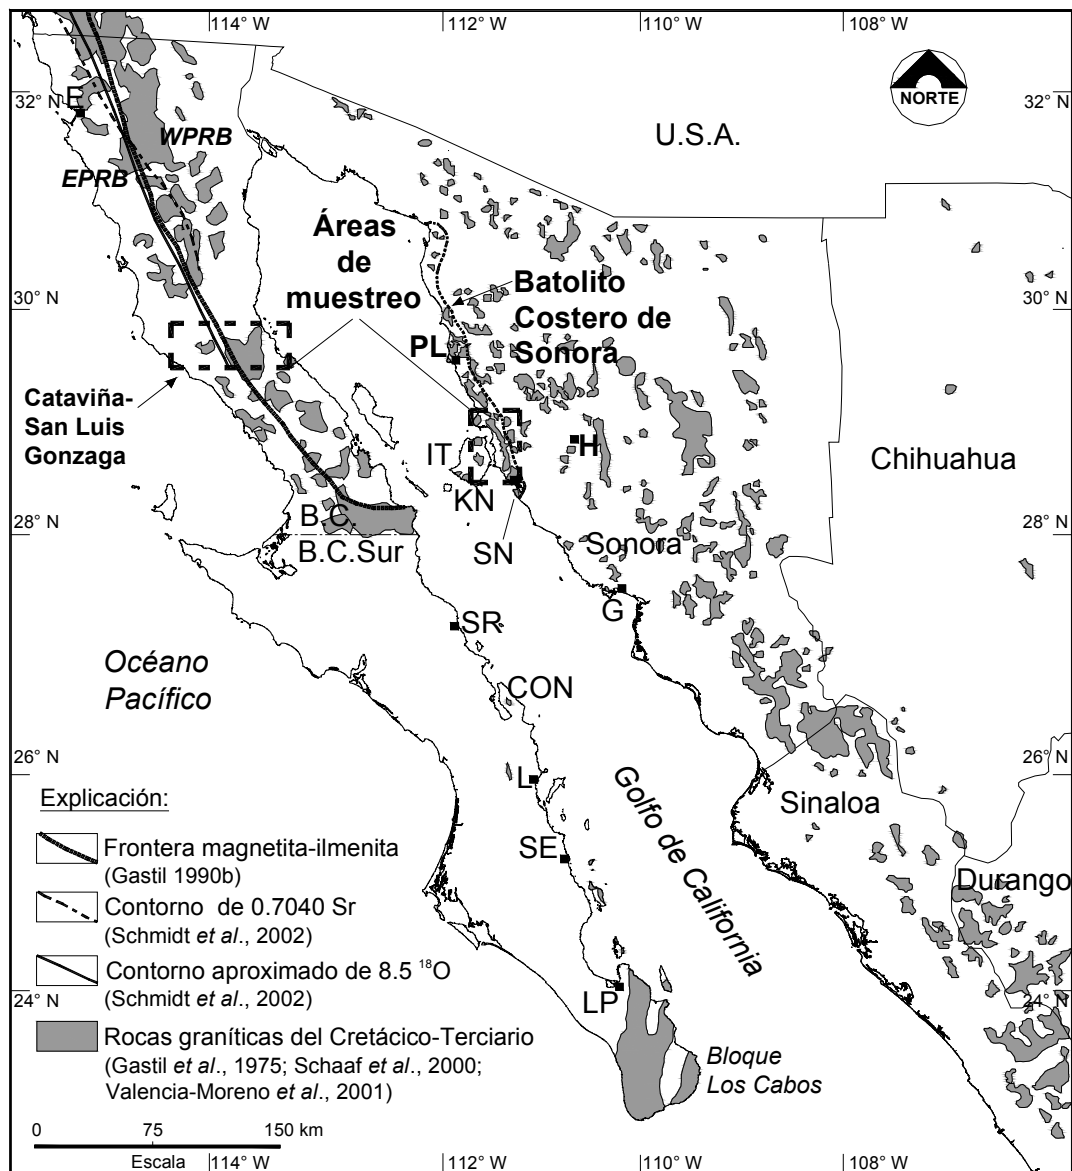 114° W
112° W
110° W
108° W
32° N
E
NORTE
32° N
U.S.A.
WPRB
EPRB
Áreas
de
muestreo
30° N
Batolito
Costero de
Sonora
30° N
PL
Cataviña-
San Luis
Gonzaga
IT
H
Chihuahua
KN
28° N
B.C.
B.C.Sur
SN
Sonora
28° N
G
SR
Océano
Pacífico
CON
26° N
L
26° N
Golfo de California
Sinaloa
SE
Durango
Explicación:
Frontera magnetita-ilmenita
(Gastil 1990b)
Contorno de 0.7040 Sr
(Schmidt et al., 2002)
Contorno aproximado de 8.5 ¹⁸O
(Schmidt et al., 2002)
24° N
LP
24° N
Rocas graníticas del Cretácico-Terciario
(Gastil et al., 1975; Schaaf et al., 2000;
Valencia-Moreno et al., 2001)
Bloque
Los Cabos
0 75 150 km
Escala
114° W
112° W
110° W
108° W